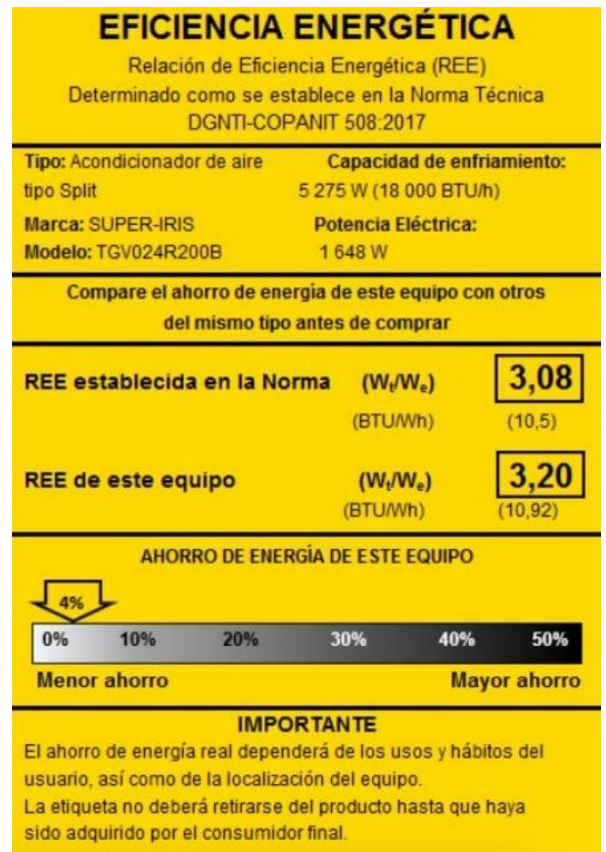 EFICIENCIA ENERGÉTICA
Relación de Eficiencia Energética (REE)
Determinado como se establece en la Norma Técnica
DGNTI-COPANIT 508:2017
Tipo: Acondicionador de aire
tipo Split
Capacidad de enfriamiento:
5 275 W (18 000 BTU/h)
Marca: SUPER-IRIS
Modelo: TGV024R200B
Potencia Eléctrica:
1 648 W
Compare el ahorro de energía de este equipo con otros
del mismo tipo antes de comprar
REE establecida en la Norma (Wt/We) 3,08
(BTU/Wh) (10,5)
REE de este equipo (Wt/We) 3,20
(BTU/Wh) (10,92)
AHORRO DE ENERGÍA DE ESTE EQUIPO
4%
0% 10% 20% 30% 40% 50%
Menor ahorro Mayor ahorro
IMPORTANTE
El ahorro de energía real dependerá de los usos y hábitos del
usuario, así como de la localización del equipo.
La etiqueta no deberá retirarse del producto hasta que haya
sido adquirido por el consumidor final.